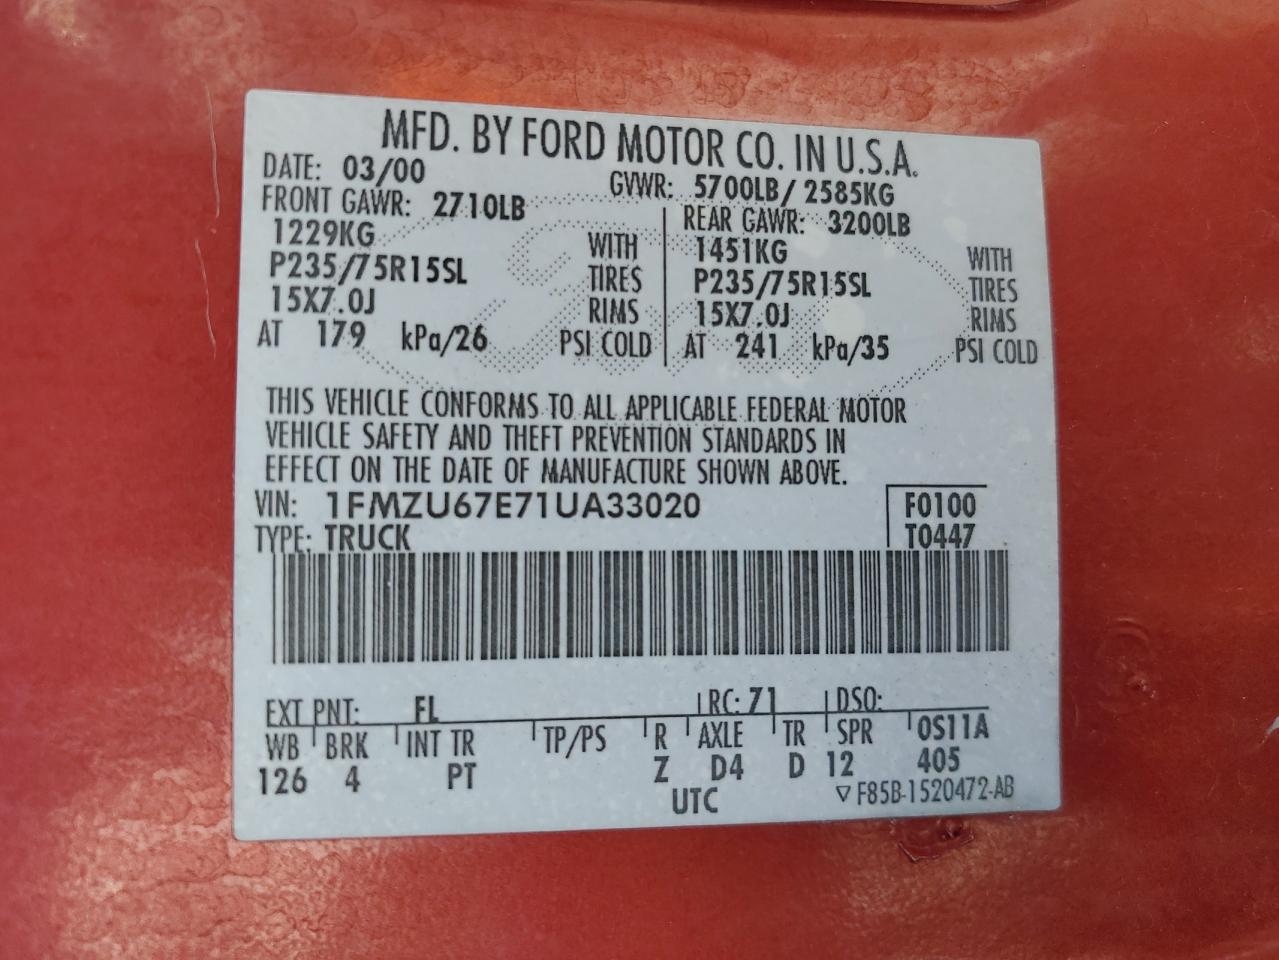 MFD. BY FORD MOTOR CO. IN U.S.A.
DATE: 03/00 GVWR: 5700LB/ 2585KG
FRONT GAWR: 2710LB REAR GAWR: 3200LB
1229KG WITH 1451KG WITH
P235/75R15SL TIRES P235/75R15SL TIRES
15X7.0J RIMS 15X7.0J RIMS
AT 179 kPa/26 PSI COLD AT 241 kPa/35 PSI COLD
THIS VEHICLE CONFORMS TO ALL APPLICABLE FEDERAL MOTOR
VEHICLE SAFETY AND THEFT PREVENTION STANDARDS IN
EFFECT ON THE DATE OF MANUFACTURE SHOWN ABOVE.
VIN: 1FMZU67E71UA33020 F0100
TYPE: TRUCK T0447
EXT PNT: FL RC: 71 DSO:
WB BRK INT TR TP/PS R AXLE TR SPR 0S11A
126 4 PT Z D4 D 12 405
UTC ▽ F85B-1520472-AB